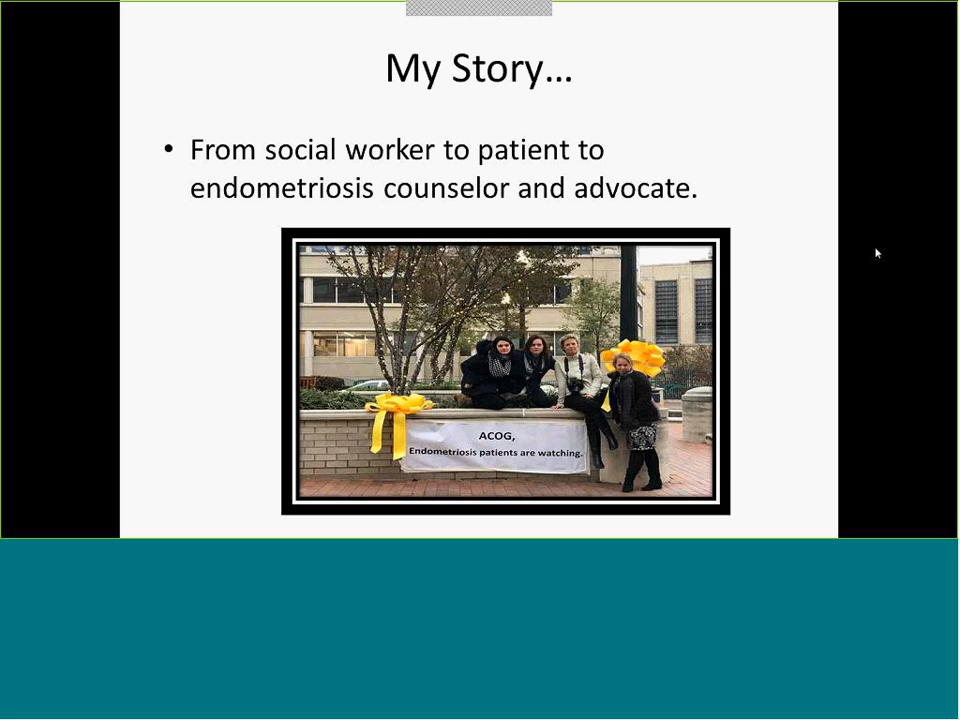 My Story…
• From social worker to patient to
endometriosis counselor and advocate.
ACOG,
Endometriosis patients are watching.